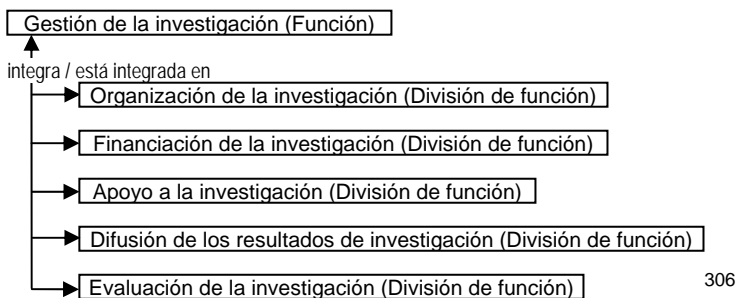 Gestión de la investigación (Función)
integra / está integrada en
Organización de la investigación (División de función)
Financiación de la investigación (División de función)
Apoyo a la investigación (División de función)
Difusión de los resultados de investigación (División de función)
Evaluación de la investigación (División de función)
306